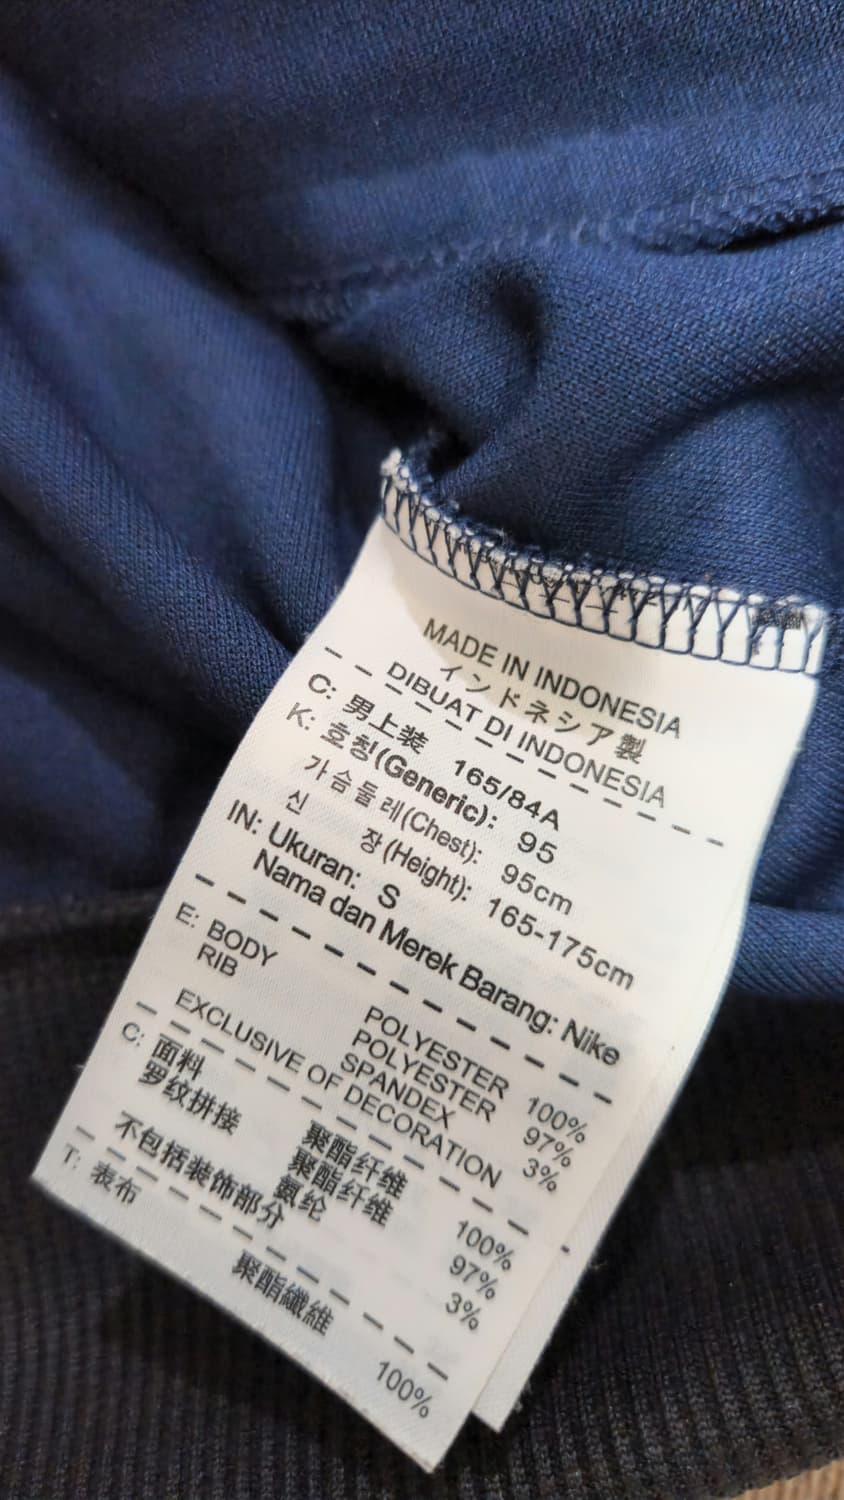 MADE IN INDONESIA
インドネシア製
DIBUAT DI INDONESIA
C: 男上装 165/84A
K: 호칭(Generic): 95
가슴둘레(Chest): 95cm
신 장(Height): 165-175cm
IN: Ukuran: S
Nama dan Merek Barang: Nike
E: BODY POLYESTER 100%
RIB POLYESTER 97%
SPANDEX 3%
EXCLUSIVE OF DECORATION
C: 面料 聚酯纤维 100%
罗纹拼接 聚酯纤维 97%
氨纶 3%
不包括装饰部分
T: 表布 聚酯纖維 100%